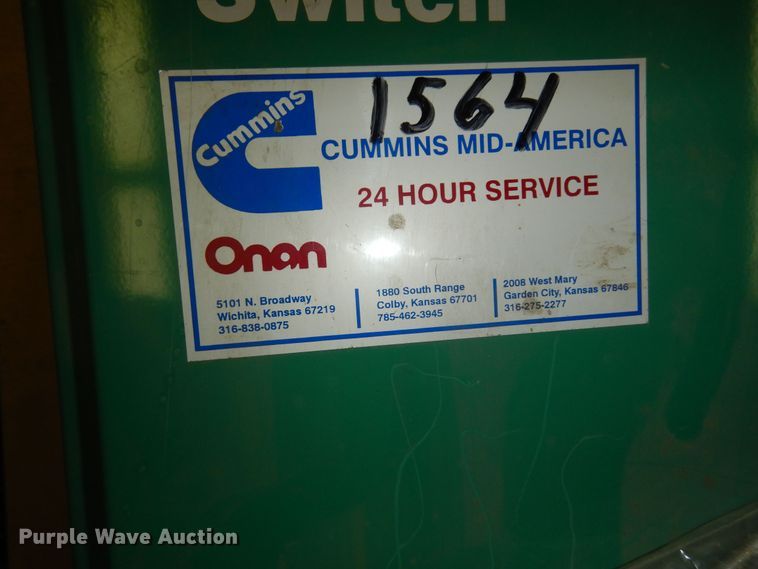 Switch
1564
Cummins
CUMMINS MID-AMERICA
24 HOUR SERVICE
Onan
5101 N. Broadway
Wichita, Kansas 67219
316-838-0875
1880 South Range
Colby, Kansas 67701
785-462-3945
2008 West Mary
Garden City, Kansas 67846
316-275-2277
Purple Wave Auction